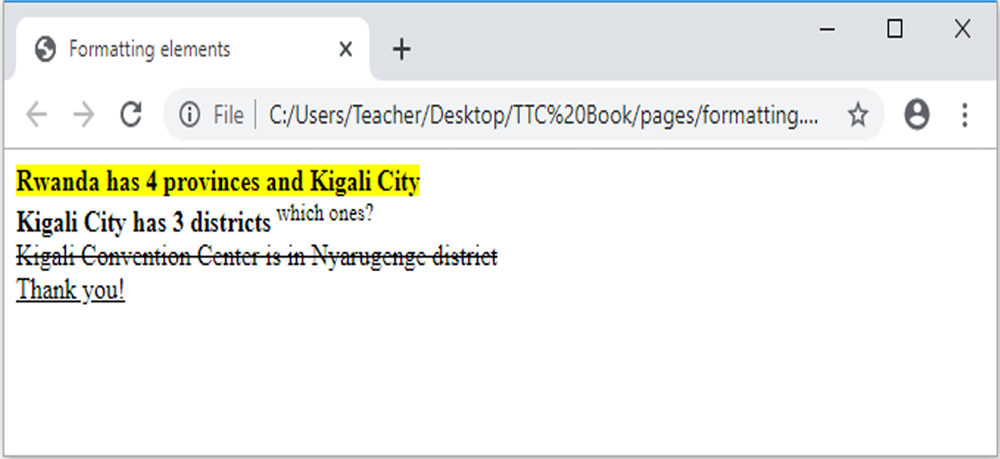 Formatting elements
File C:/Users/Teacher/Desktop/TTC%20Book/pages/formatting....
Rwanda has 4 provinces and Kigali City
Kigali City has 3 districts which ones?
Kigali Convention Center is in Nyarugenge district
Thank you!